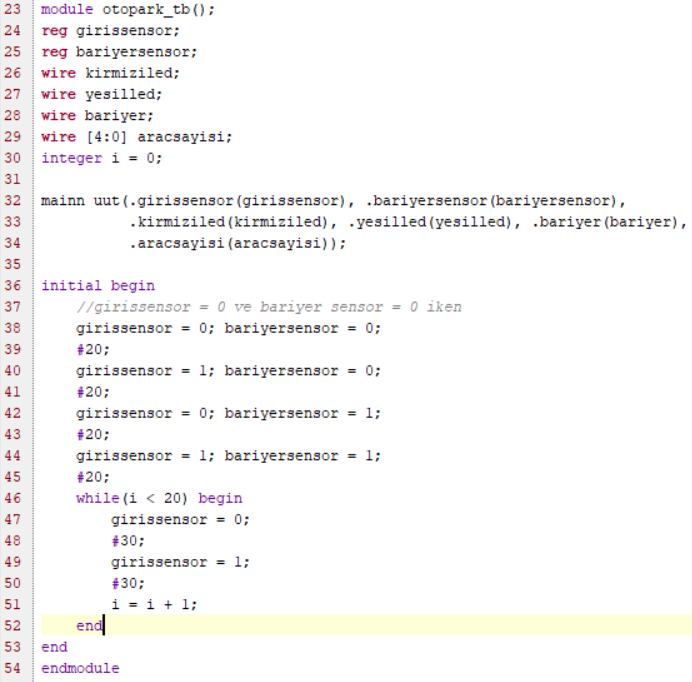 23 module otopark_tb();
24 reg girissensor;
25 reg bariyersensor;
26 wire kirmiziled;
27 wire yesilled;
28 wire bariyer;
29 wire [4:0] aracsayisi;
30 integer i = 0;
31
32 mainn uut(.girissensor(girissensor), .bariyersensor(bariyersensor),
33           .kirmiziled(kirmiziled), .yesilled(yesilled), .bariyer(bariyer),
34           .aracsayisi(aracsayisi));
35
36 initial begin
37     //girissensor = 0 ve bariyer sensor = 0 iken
38     girissensor = 0; bariyersensor = 0;
39     #20;
40     girissensor = 1; bariyersensor = 0;
41     #20;
42     girissensor = 0; bariyersensor = 1;
43     #20;
44     girissensor = 1; bariyersensor = 1;
45     #20;
46     while(i < 20) begin
47         girissensor = 0;
48         #30;
49         girissensor = 1;
50         #30;
51         i = i + 1;
52     end
53 end
54 endmodule